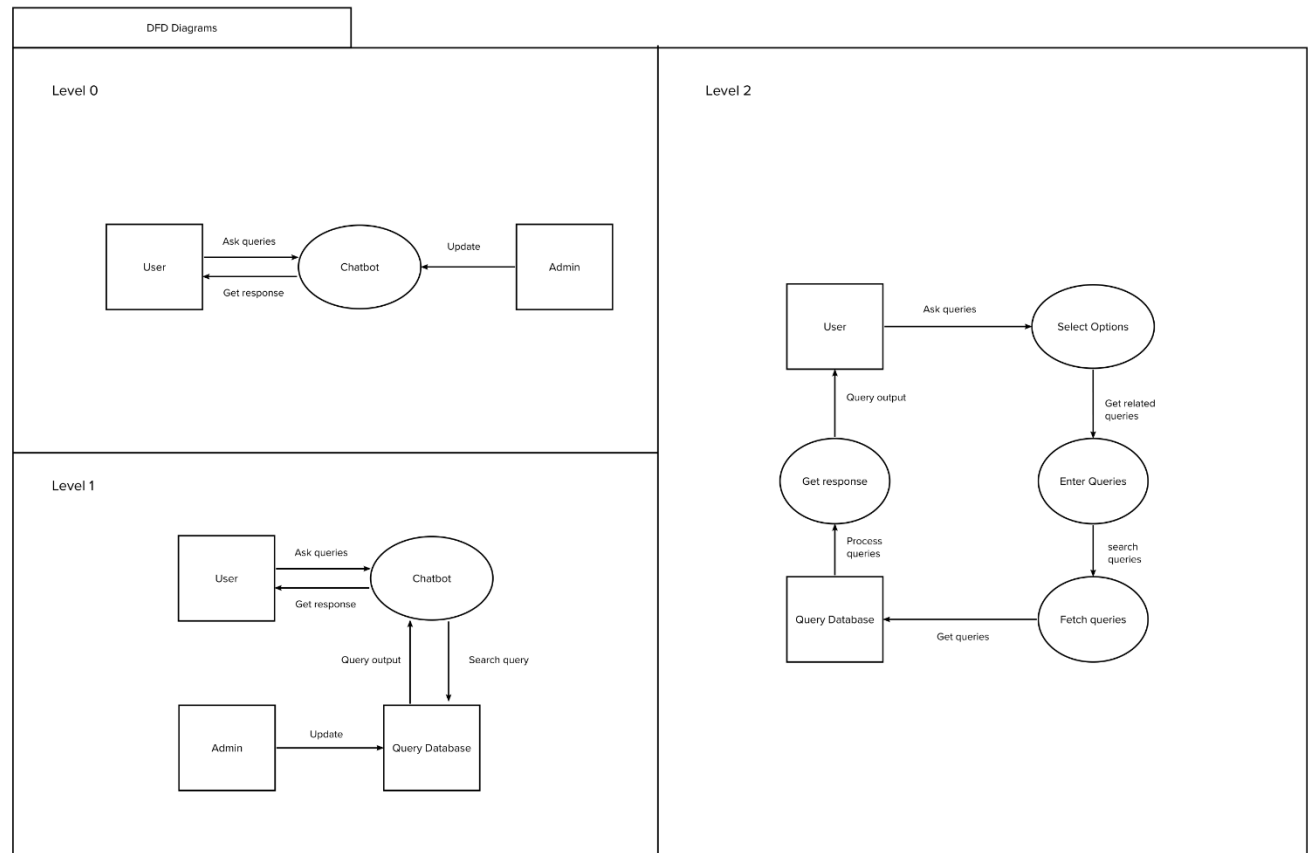 DFD Diagrams
Level 0
User
Ask queries
Get response
Chatbot
Update
Admin
Level 1
User
Ask queries
Get response
Chatbot
Query output
Search query
Admin
Update
Query Database
Level 2
User
Ask queries
Select Options
Query output
Get related
queries
Get response
Enter Queries
Process
queries
search
queries
Query Database
Get queries
Fetch queries